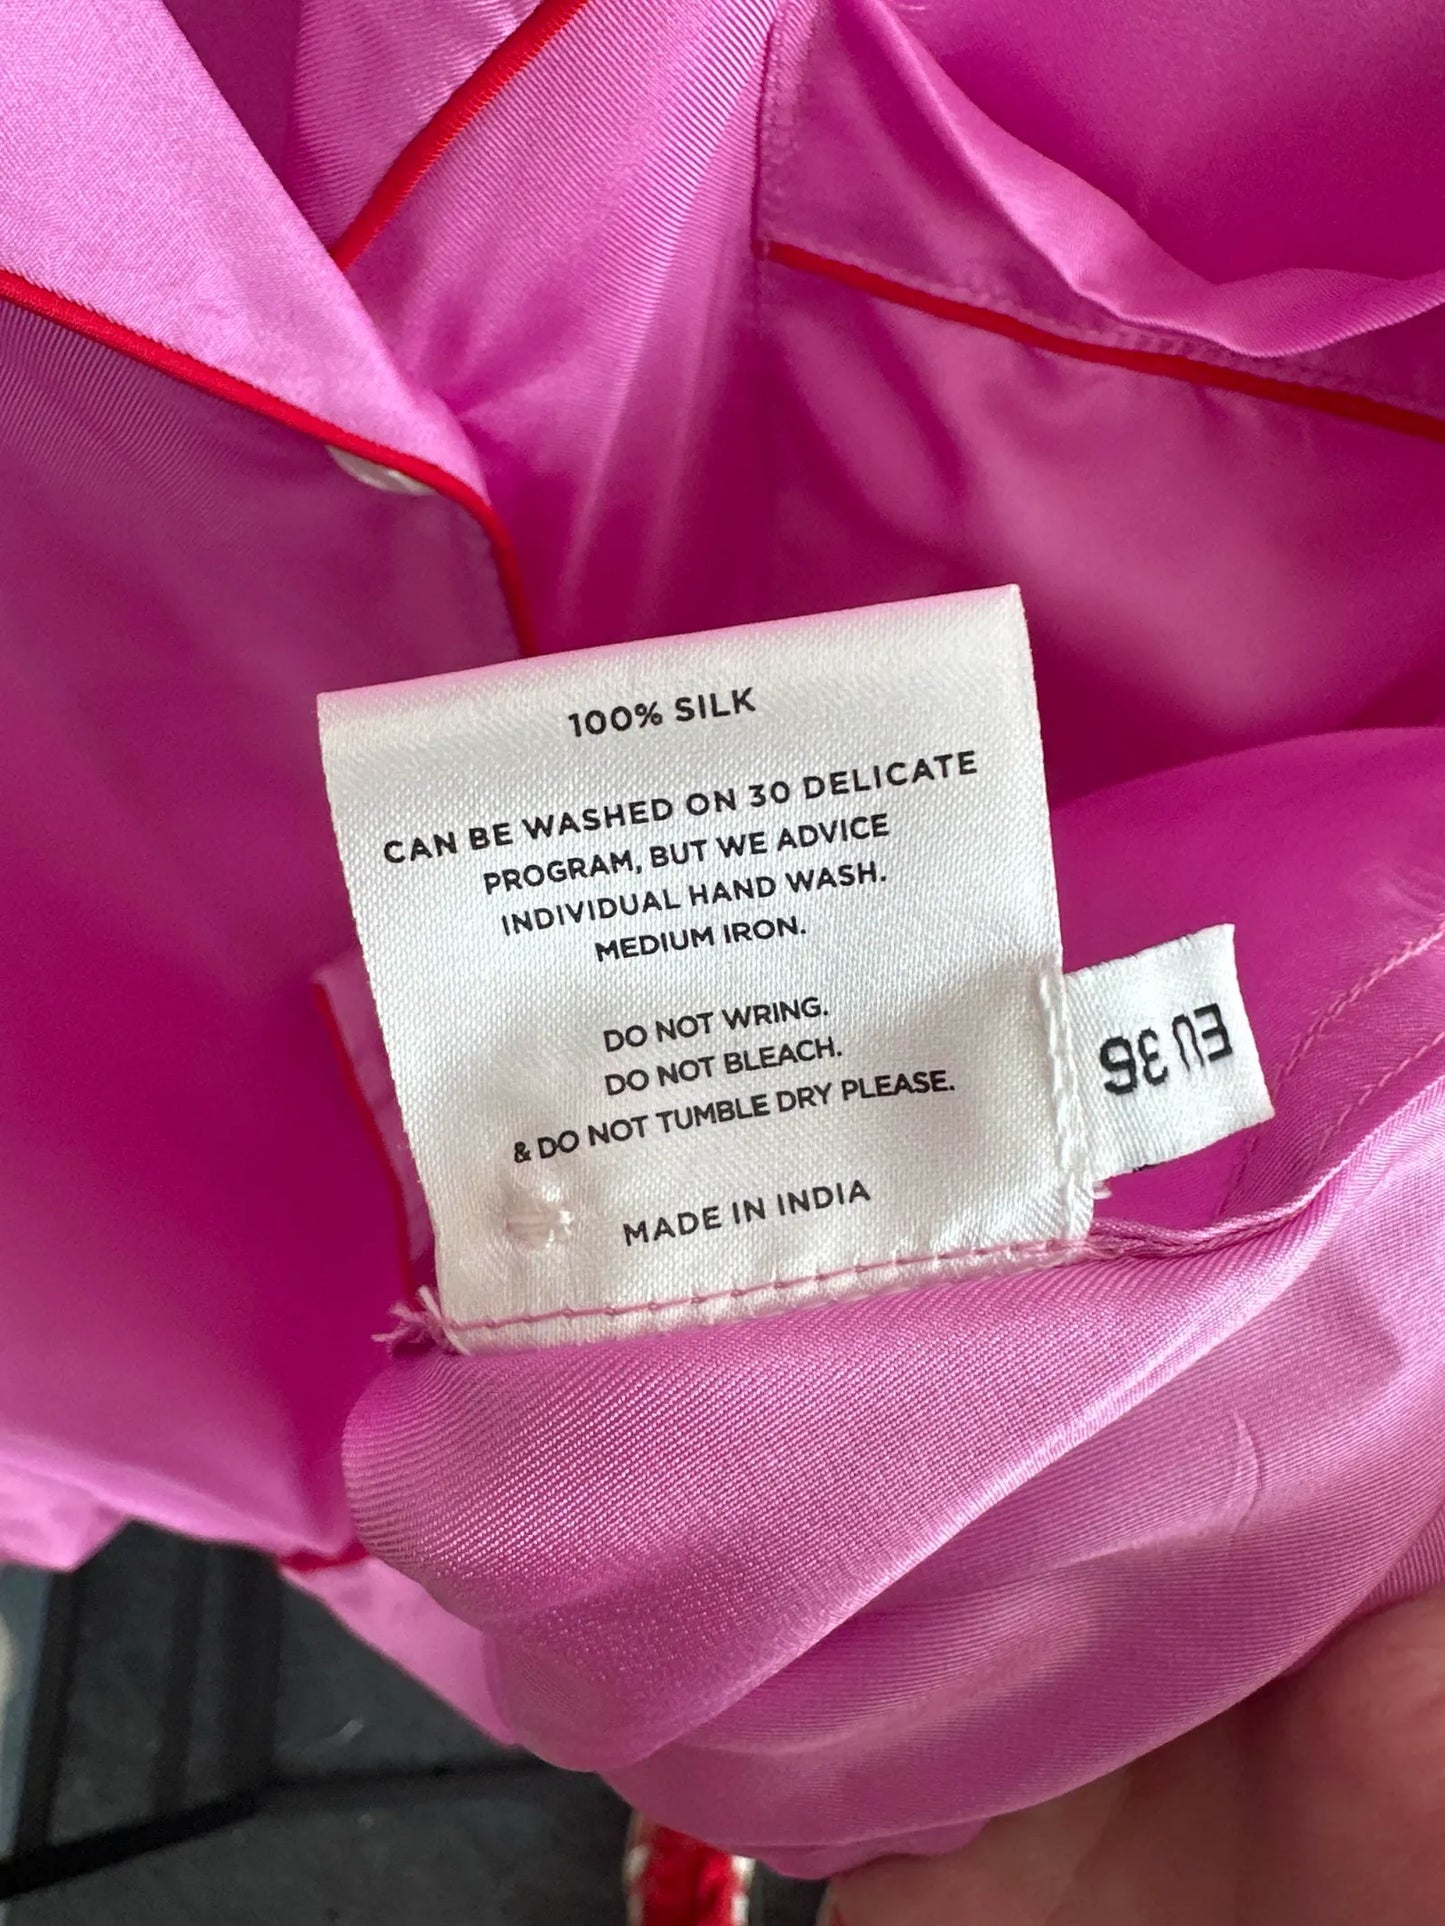 100% SILK
CAN BE WASHED ON 30 DELICATE
PROGRAM, BUT WE ADVICE
INDIVIDUAL HAND WASH.
MEDIUM IRON.
DO NOT WRING.
DO NOT BLEACH.
& DO NOT TUMBLE DRY PLEASE.
MADE IN INDIA
EU 36